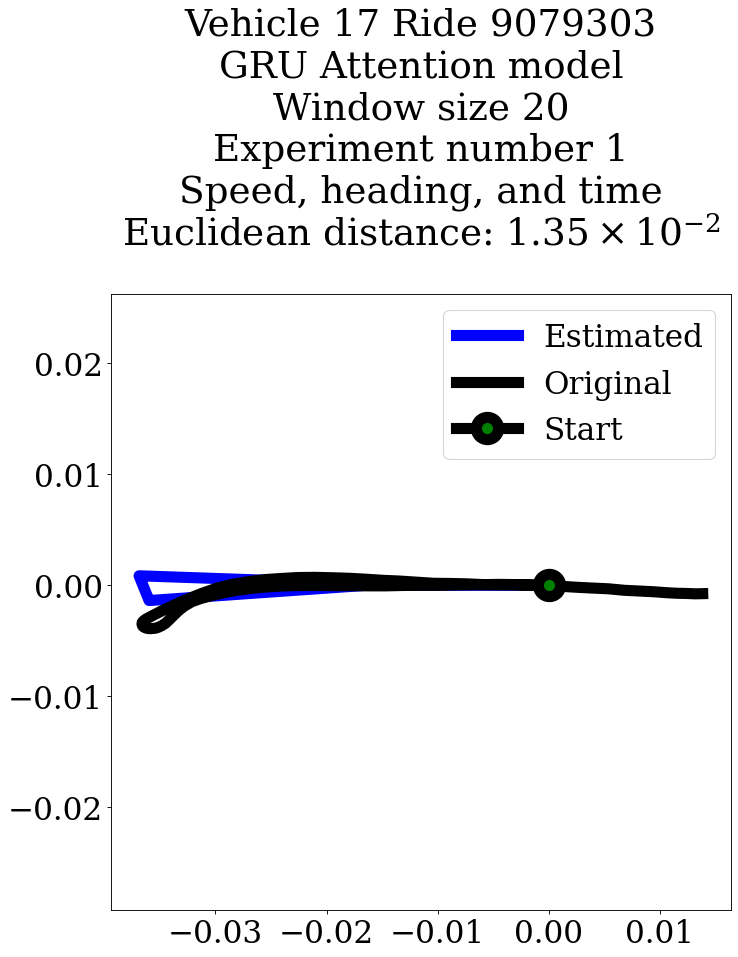 Vehicle 17 Ride 9079303
GRU Attention model
Window size 20
Experiment number 1
Speed, heading, and time
Euclidean distance: 1.35 × 10⁻²
Estimated
Original
Start
0.02
0.01
0.00
−0.01
−0.02
−0.03 −0.02 −0.01 0.00 0.01